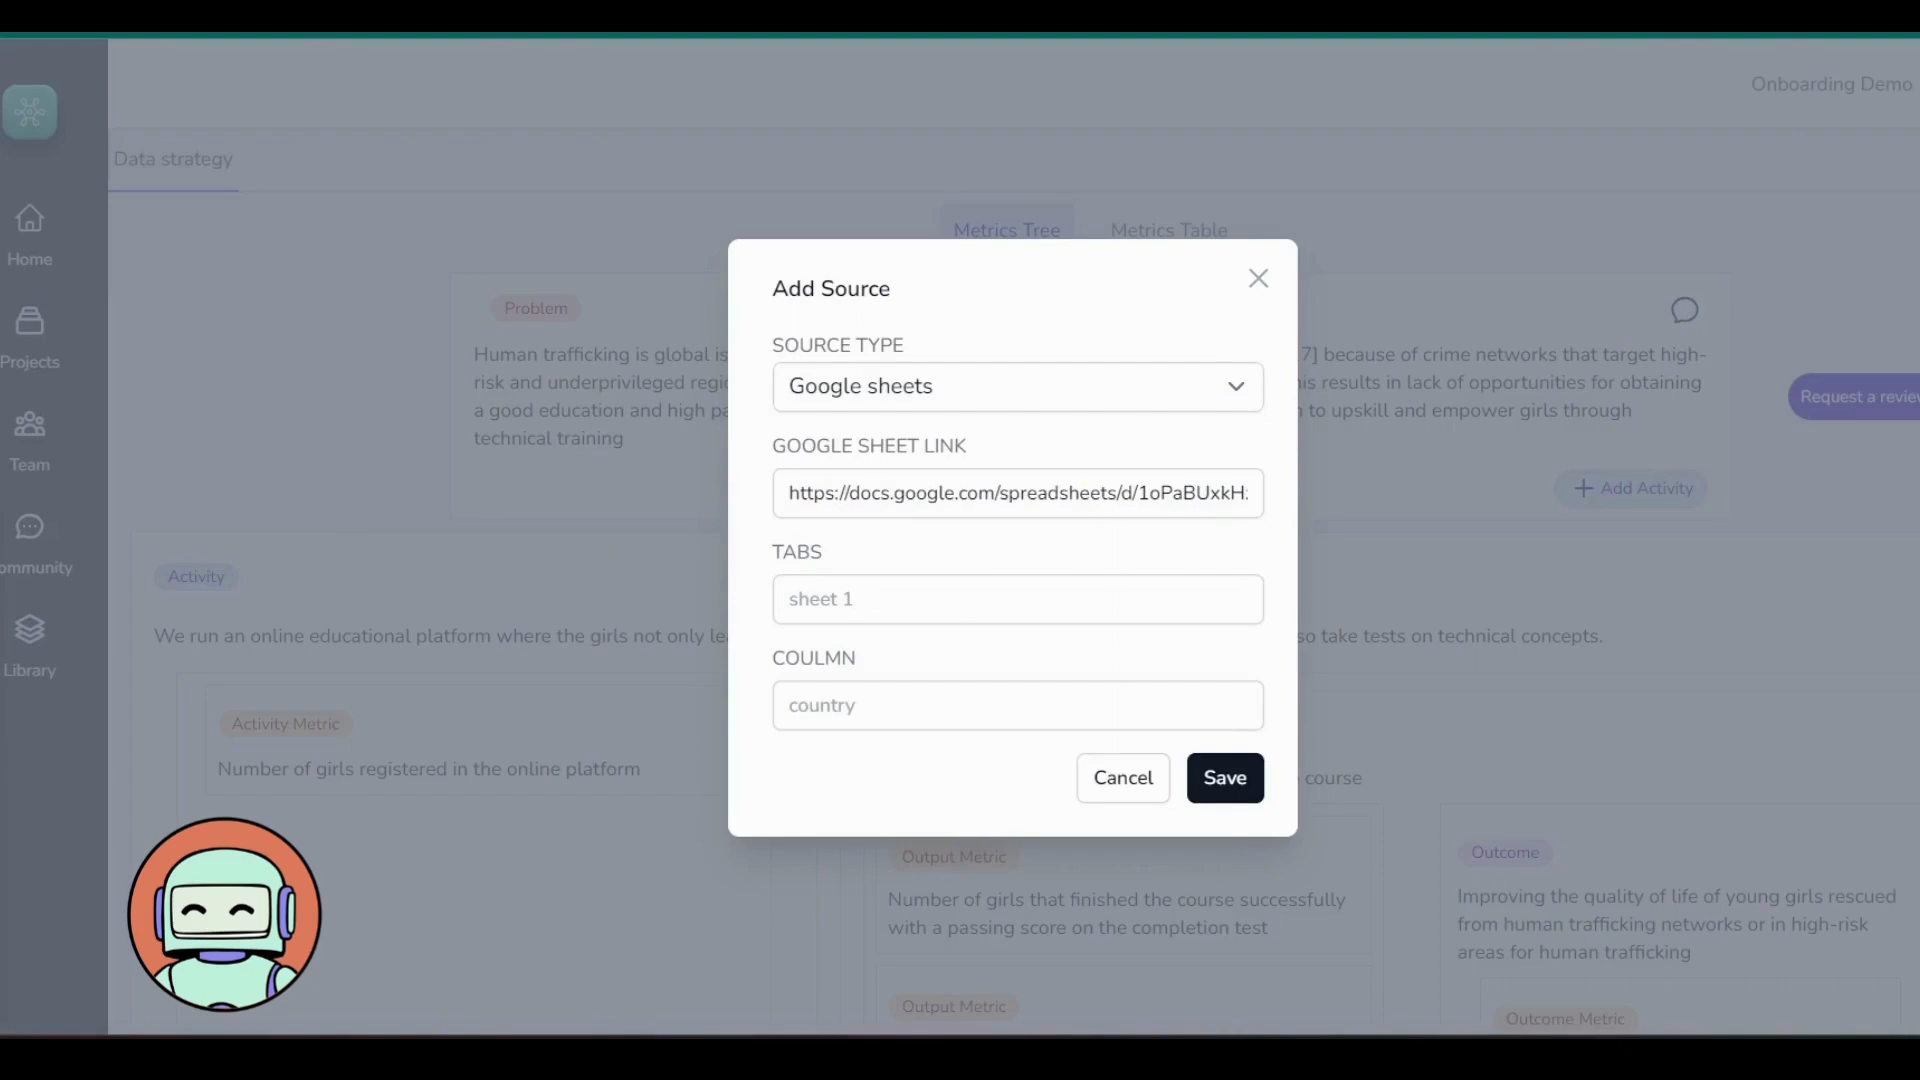 Onboarding Demo
Data strategy
Home
Projects
Team
ommunity
Library
Metrics Tree
Metrics Table
Problem
Human trafficking is global is
risk and underprivileged regi
a good education and high pa
technical training
7] because of crime networks that target high-
his results in lack of opportunities for obtaining
to upskill and empower girls through
Request a review
+ Add Activity
Add Source
SOURCE TYPE
Google sheets
GOOGLE SHEET LINK
https://docs.google.com/spreadsheets/d/1oPaBUxkH
TABS
sheet 1
COULMN
country
Cancel
Save
Activity
We run an online educational platform where the girls not only le
so take tests on technical concepts.
Activity Metric
Number of girls registered in the online platform
course
Output Metric
Number of girls that finished the course successfully
with a passing score on the completion test
Output Metric
Outcome
Improving the quality of life of young girls rescued
from human trafficking networks or in high-risk
areas for human trafficking
Outcome Metric